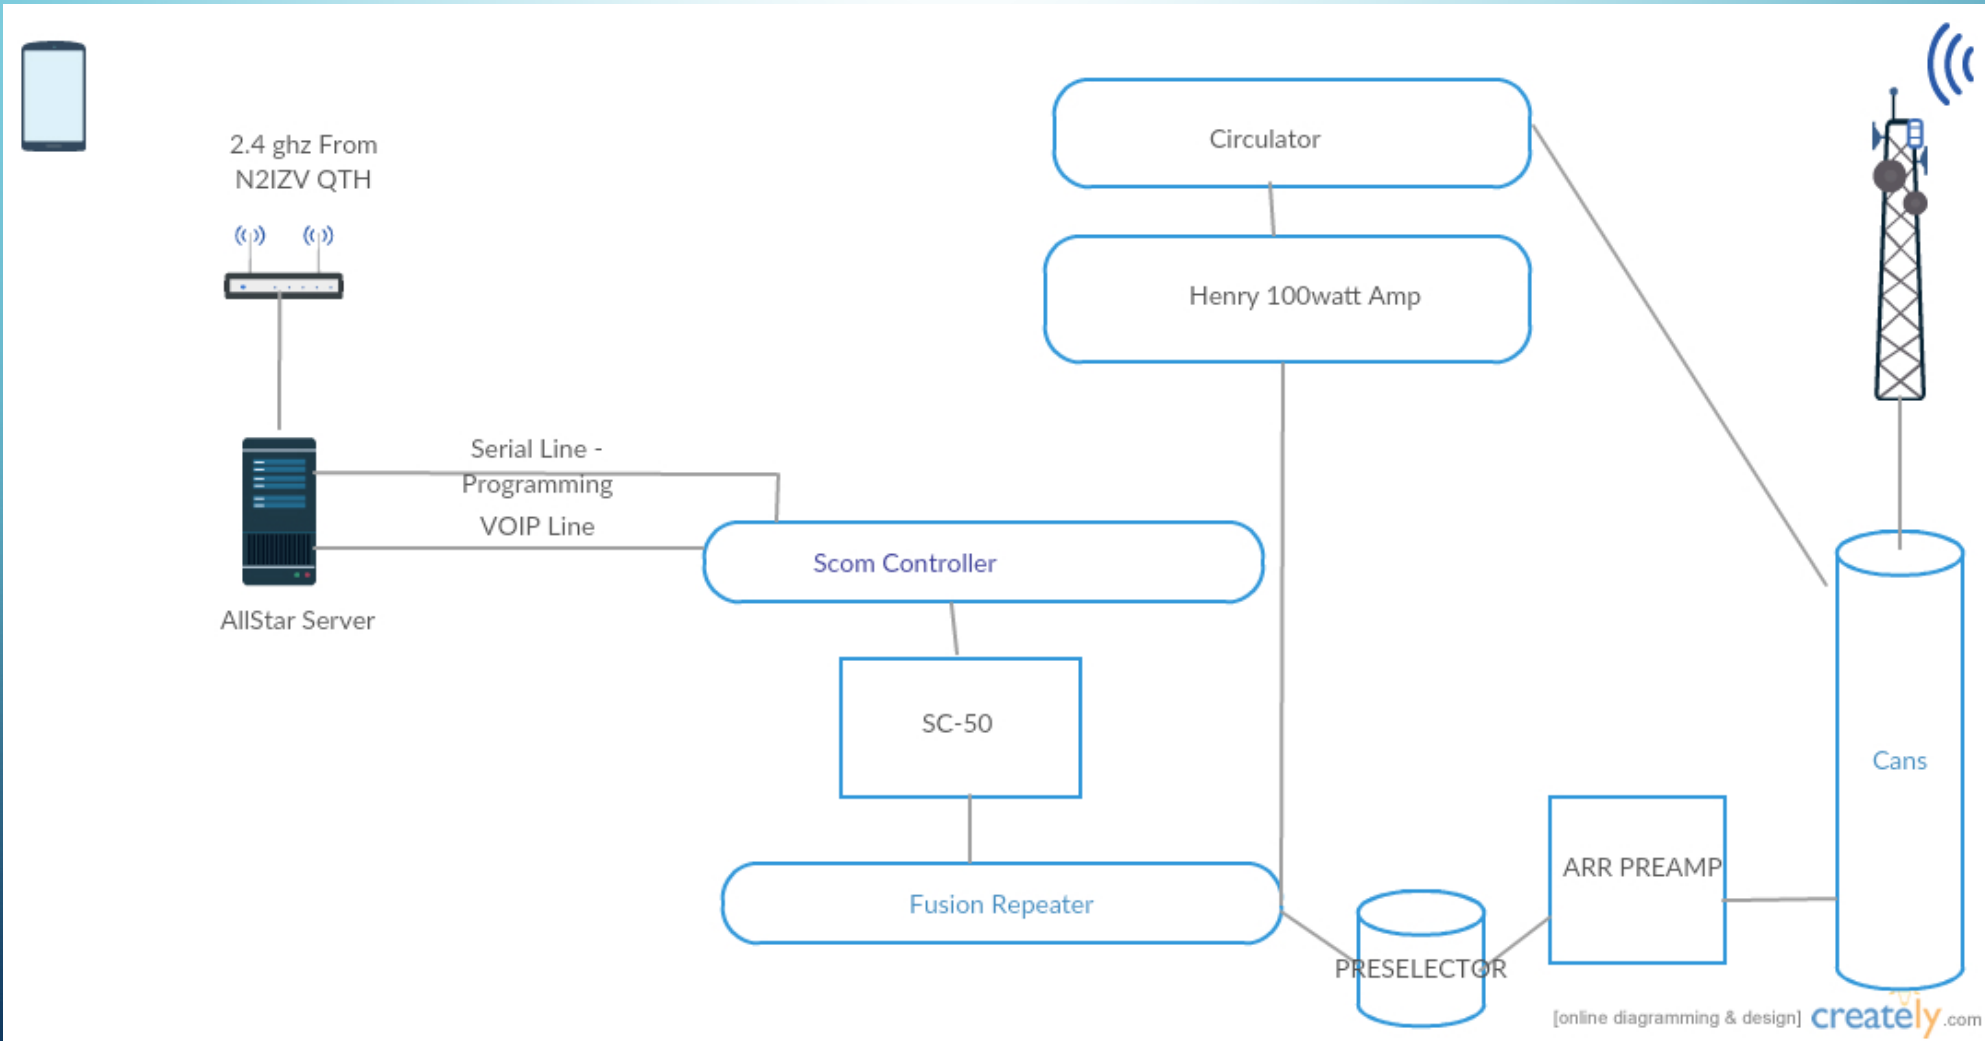 2.4 ghz From
N2IZV QTH
Circulator
Henry 100watt Amp
Serial Line -
Programming
VOIP Line
Scom Controller
AllStar Server
SC-50
Cans
ARR PREAMP
Fusion Repeater
PRESELECTOR
[online diagramming & design] creately.com